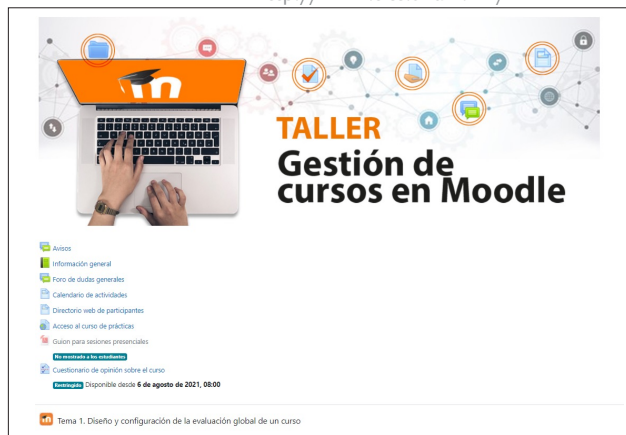 TALLER
Gestión de
cursos en Moodle
Avisos
Información general
Foro de dudas generales
Calendario de actividades
Directorio web de participantes
Acceso al curso de prácticas
Guion para sesiones presenciales
No mostrado a los estudiantes
Cuestionario de opinión sobre el curso
Restringido Disponible desde 6 de agosto de 2021, 08:00
Tema 1. Diseño y configuración de la evaluación global de un curso